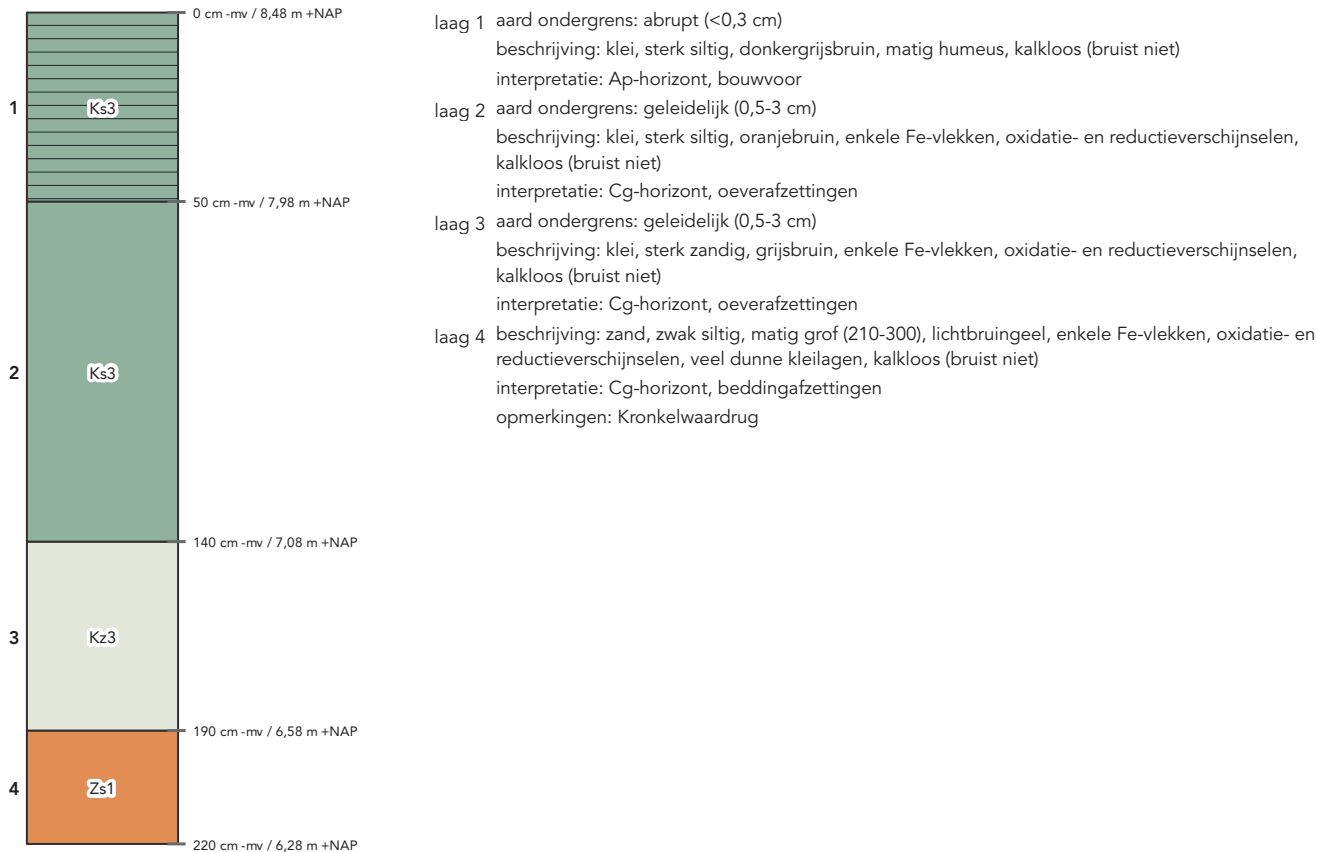 0 cm -mv / 8,48 m +NAP
1
Ks3
50 cm -mv / 7,98 m +NAP
2
Ks3
140 cm -mv / 7,08 m +NAP
3
Kz3
190 cm -mv / 6,58 m +NAP
4
Zs1
220 cm -mv / 6,28 m +NAP
laag 1 aard ondergrens: abrupt (<0,3 cm)
beschrijving: klei, sterk siltig, donkergrijsbruin, matig humeus, kalkloos (bruist niet)
interpretatie: Ap-horizont, bouwvoor
laag 2 aard ondergrens: geleidelijk (0,5-3 cm)
beschrijving: klei, sterk siltig, oranjebruin, enkele Fe-vlekken, oxidatie- en reductieverschijnselen,
kalkloos (bruist niet)
interpretatie: Cg-horizont, oeverafzettingen
laag 3 aard ondergrens: geleidelijk (0,5-3 cm)
beschrijving: klei, sterk zandig, grijsbruin, enkele Fe-vlekken, oxidatie- en reductieverschijnselen,
kalkloos (bruist niet)
interpretatie: Cg-horizont, oeverafzettingen
laag 4 beschrijving: zand, zwak siltig, matig grof (210-300), lichtbruingeel, enkele Fe-vlekken, oxidatie- en
reductieverschijnselen, veel dunne kleilagen, kalkloos (bruist niet)
interpretatie: Cg-horizont, beddingafzettingen
opmerkingen: Kronkelwaardrug